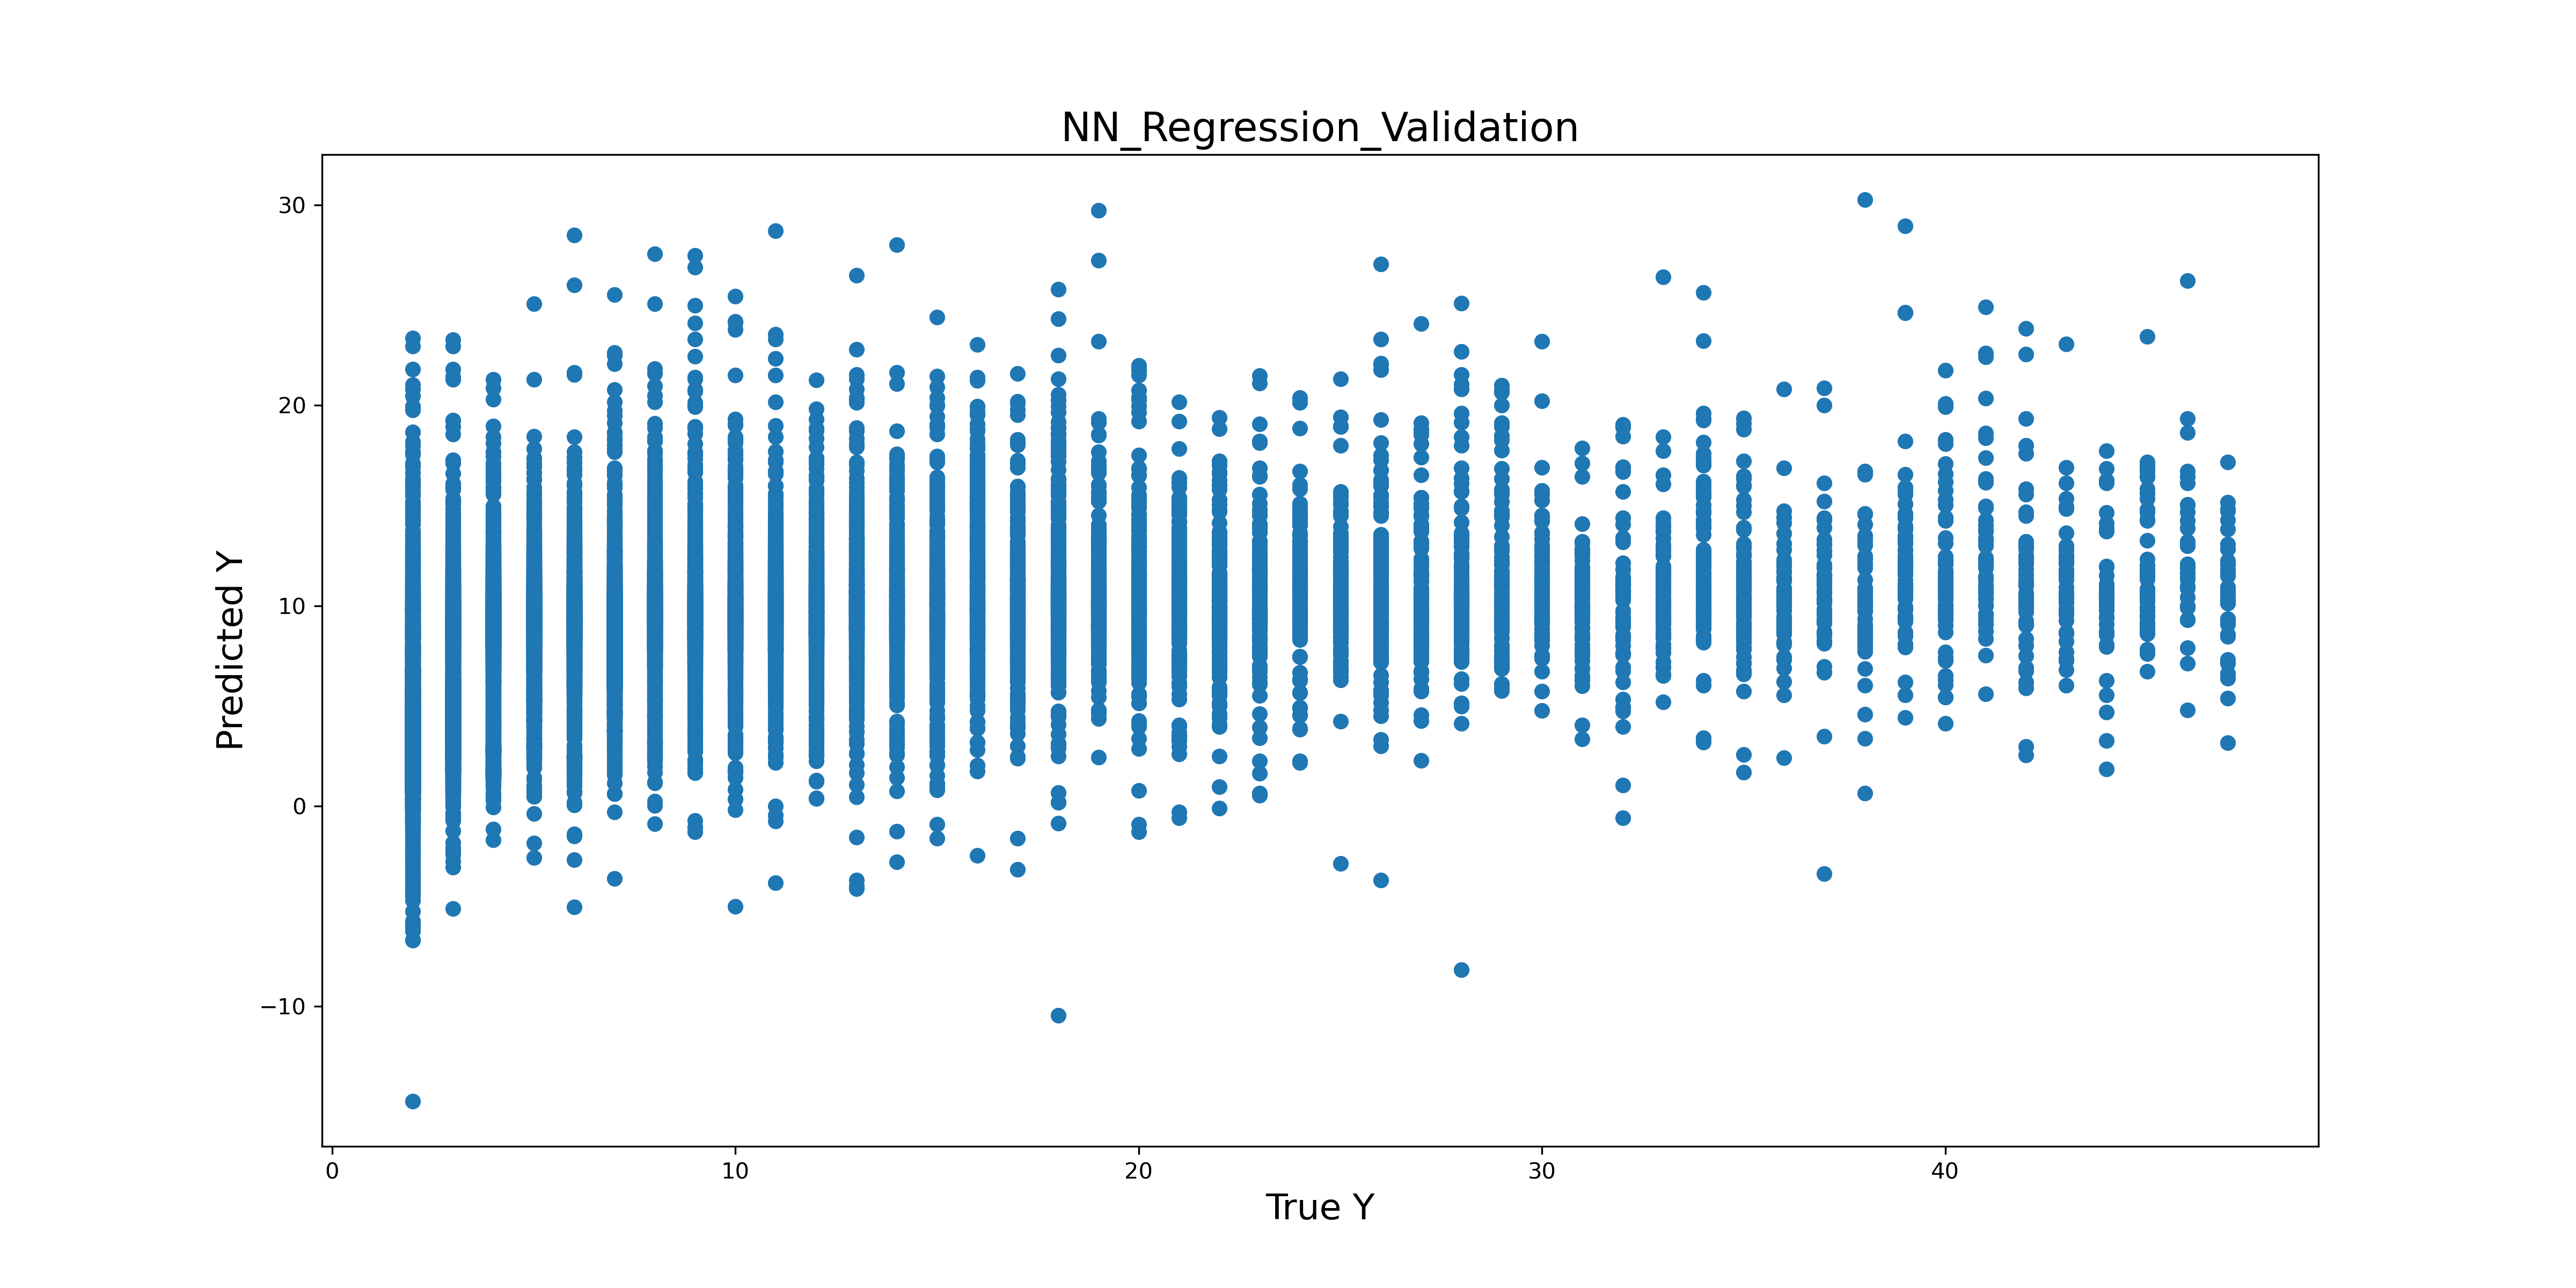 NN_Regression_Validation
30
20
10
0
−10
Predicted Y
0 10 20 30 40
True Y